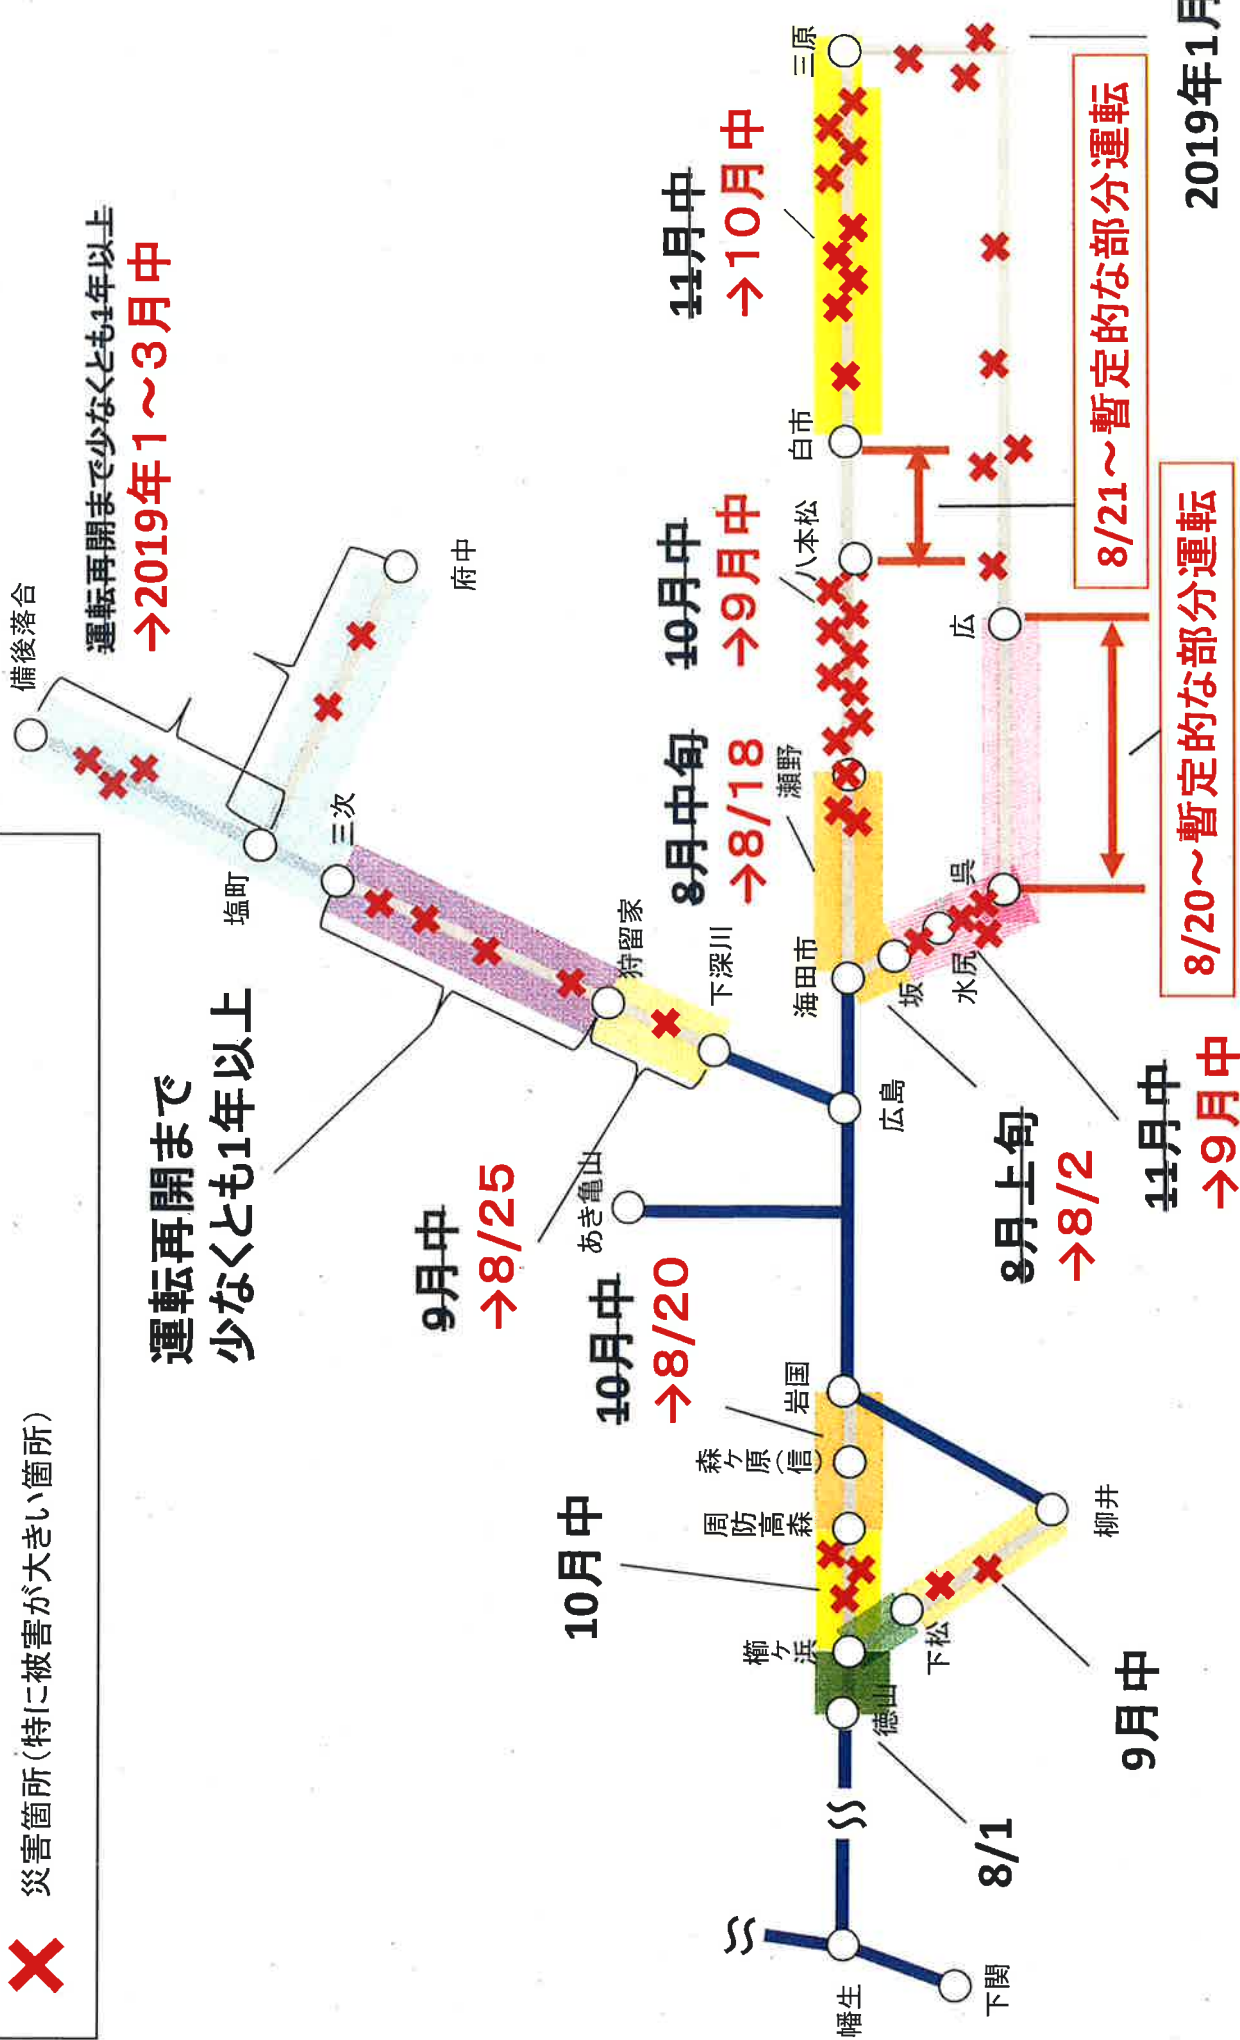 災害箇所(特に被害が大きい箇所)
備後落合
運転再開まで少なくとも1年以上
→2019年1～3月中
府中
塩町
三次
運転再開まで
少なくとも1年以上
狩留家
下深川
9月中
→8/25
あき亀山
10月中
→8/20
10月中
8月中旬
→8/18
10月中
→9月中
11月中
→10月中
幡生
下関
徳山
櫛ケ浜
下松
周防高森
森ケ原(信)
岩国
柳井
広島
海田市
瀬野
八本松
白市
三原
坂
水尻
呉
広
8/1
9月中
8月上旬
→8/2
11月中
→9月中
8/20～暫定的な部分運転
8/21～暫定的な部分運転
2019年1月